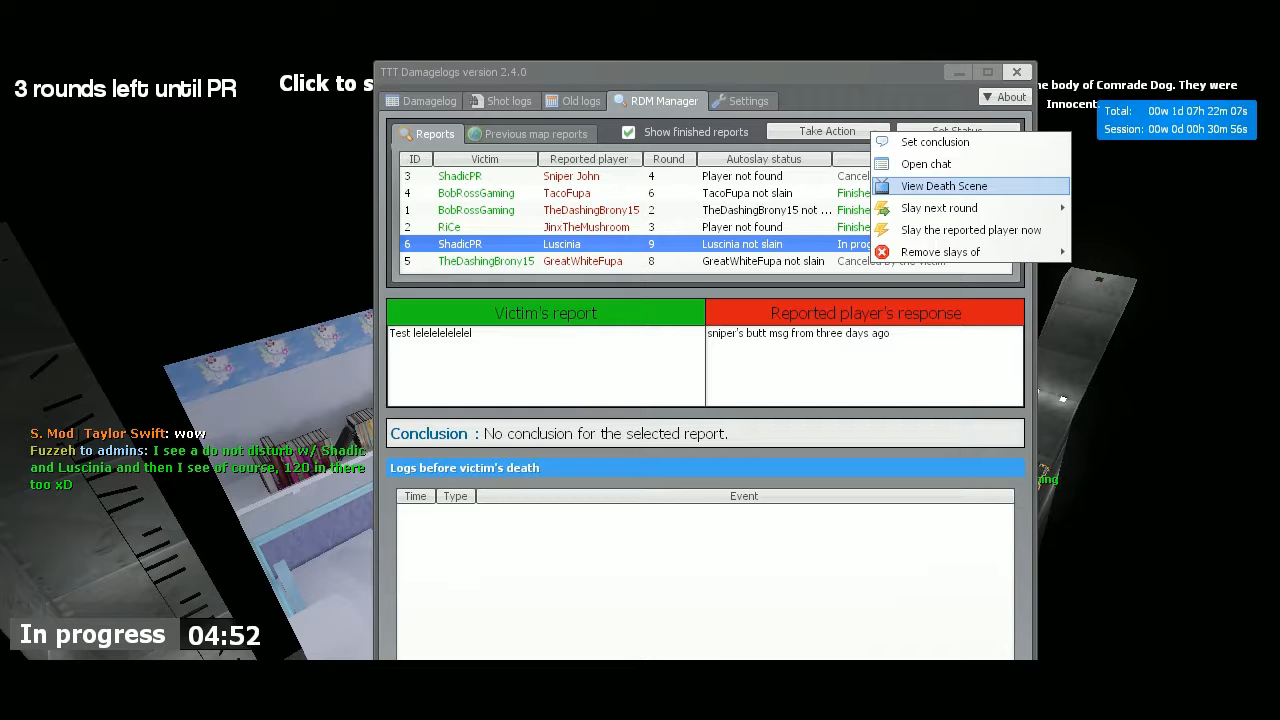 3 rounds left until PR
Click to s
TTT Damagelogs version 2.4.0
he body of Comrade Dog. They were
Innocent
Total: 00w 1d 07h 22m 07s
Session: 00w 0d 00h 30m 56s
Damagelog Shot logs Old logs RDM Manager Settings
About
Reports Previous map reports Show finished reports Take Action Set Status
ID Victim Reported player Round Autoslay status
3 ShadicPR Sniper John 4 Player not found Cancel
4 BobRossGaming TacoFupa 6 TacoFupa not slain Finishe
1 BobRossGaming TheDashingBrony15 2 TheDashingBrony15 not ... Finishe
2 RiCe JinxTheMushroom 3 Player not found Finishe
6 ShadicPR Luscinia 9 Luscinia not slain In prog
5 TheDashingBrony15 GreatWhiteFupa 8 GreatWhiteFupa not slain Canceled by the victim
Set conclusion
Open chat
View Death Scene
Slay next round
Slay the reported player now
Remove slays of
Victim's report Reported player's response
Test lelelelelelelel sniper's butt msg from three days ago
Conclusion : No conclusion for the selected report.
Logs before victim's death
Time Type Event
S. Mod Taylor Swift: wow
Fuzzeh to admins: I see a do not disturb w/ Shadic
and Luscinia and then I see of course, 12D in there
too xD
ing
In progress 04:52